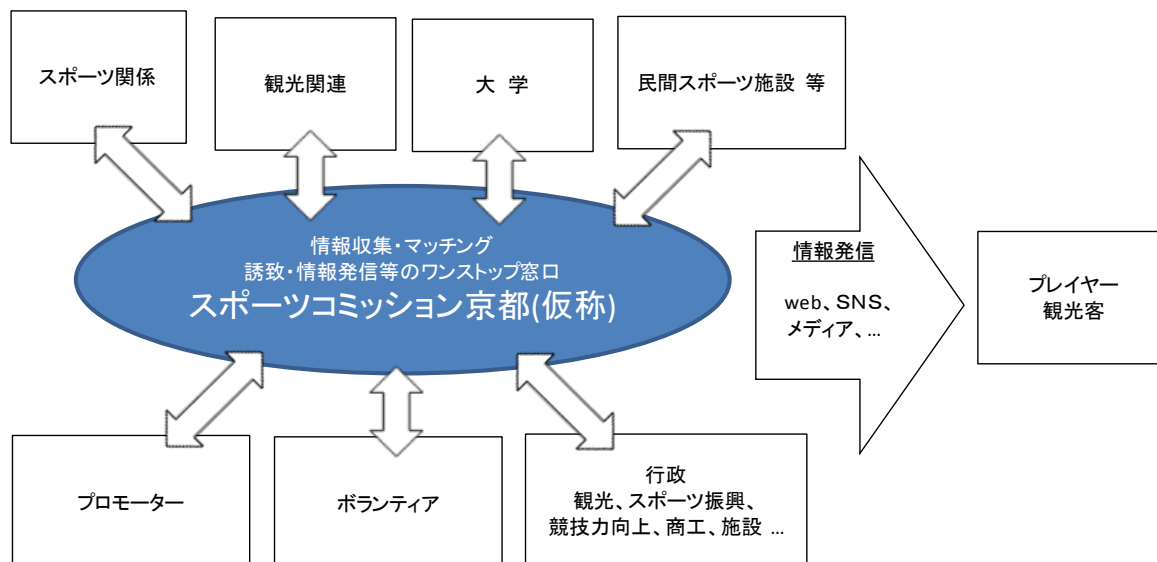 スポーツ関係
観光関連
大 学
民間スポーツ施設 等
情報収集・マッチング
誘致・情報発信等のワンストップ窓口
スポーツコミッション京都(仮称)
情報発信
web、SNS、
メディア、…
プレイヤー
観光客
プロモーター
ボランティア
行政
観光、スポーツ振興、
競技力向上、商工、施設 …